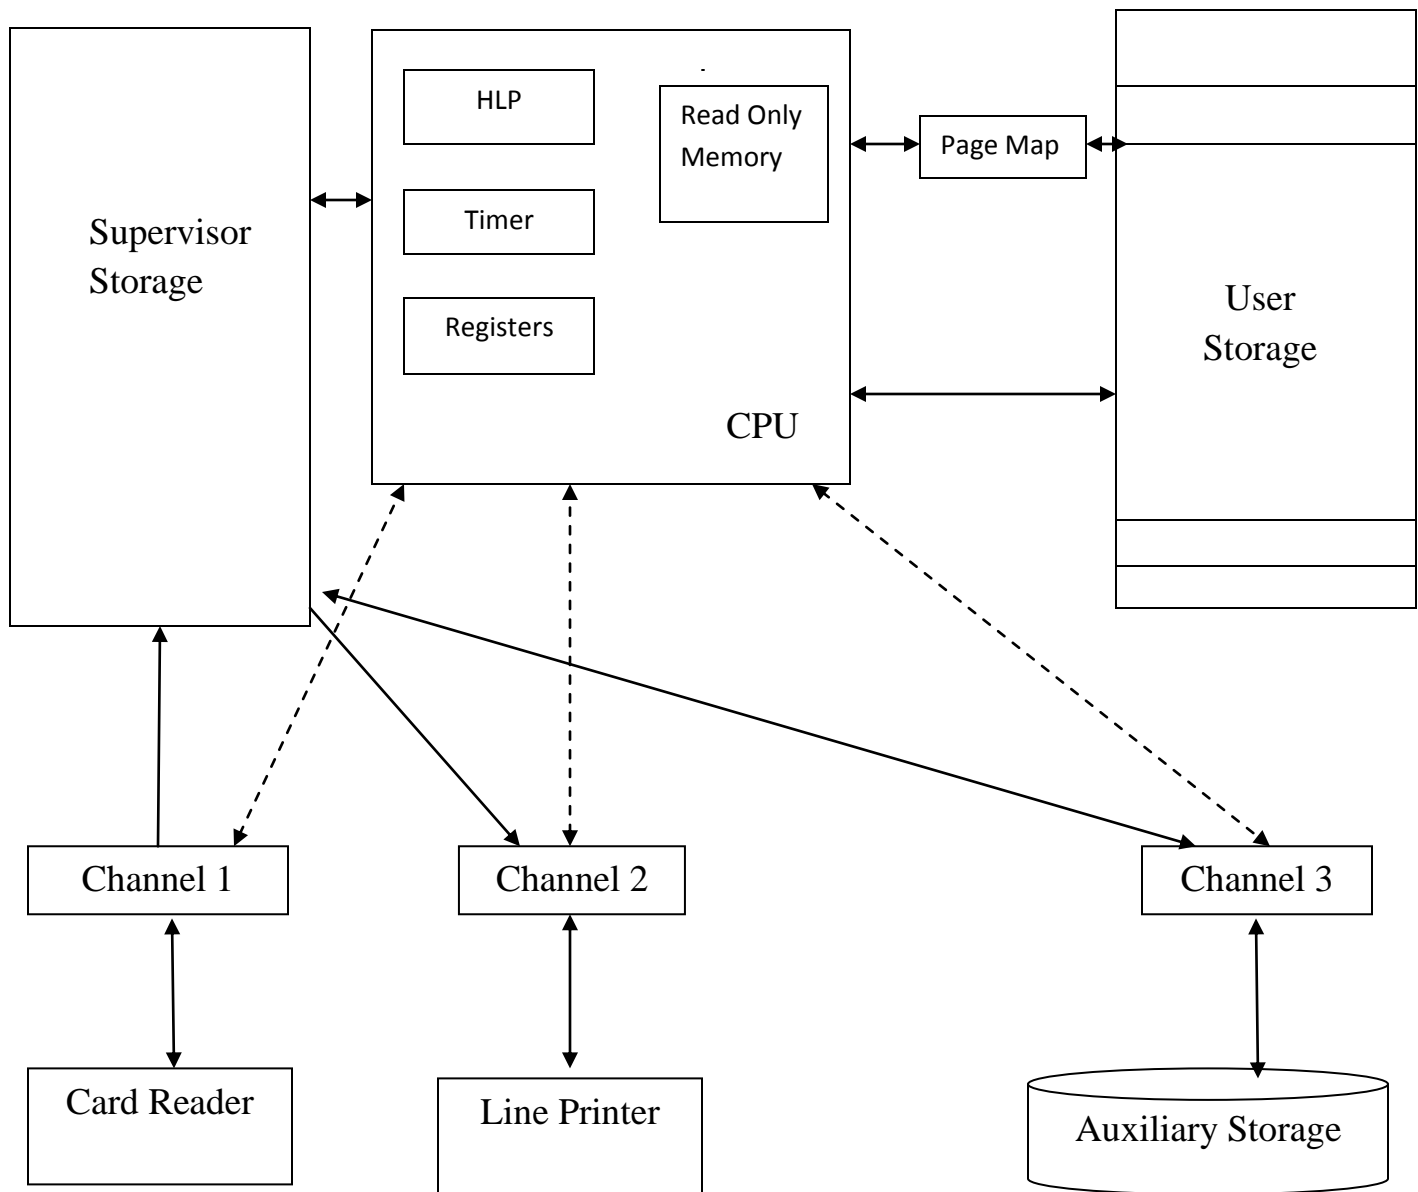 HLP
Read Only
Memory
Page Map
Timer
Supervisor
Storage
Registers
User
Storage
CPU
Channel 1
Channel 2
Channel 3
Card Reader
Line Printer
Auxiliary Storage